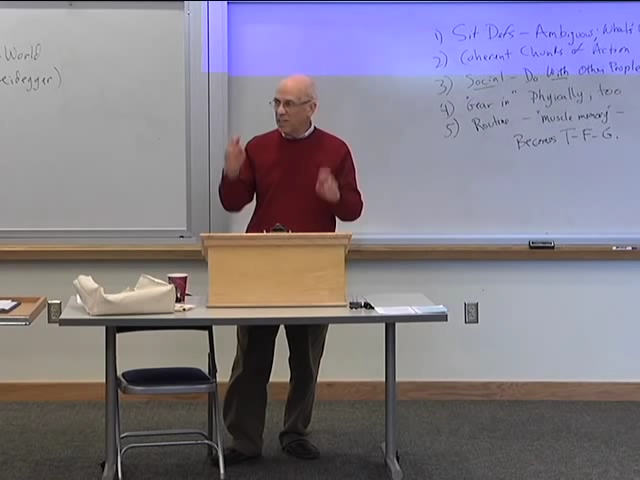 World
eidegger)
1) Sit Defs - Ambiguous; What's
2) Coherent Chunks of Action
3) Social - Do With Other People
4) "Gear in" Physically, too
5) Routine - 'muscle memory' -
Becomes T-F-G.